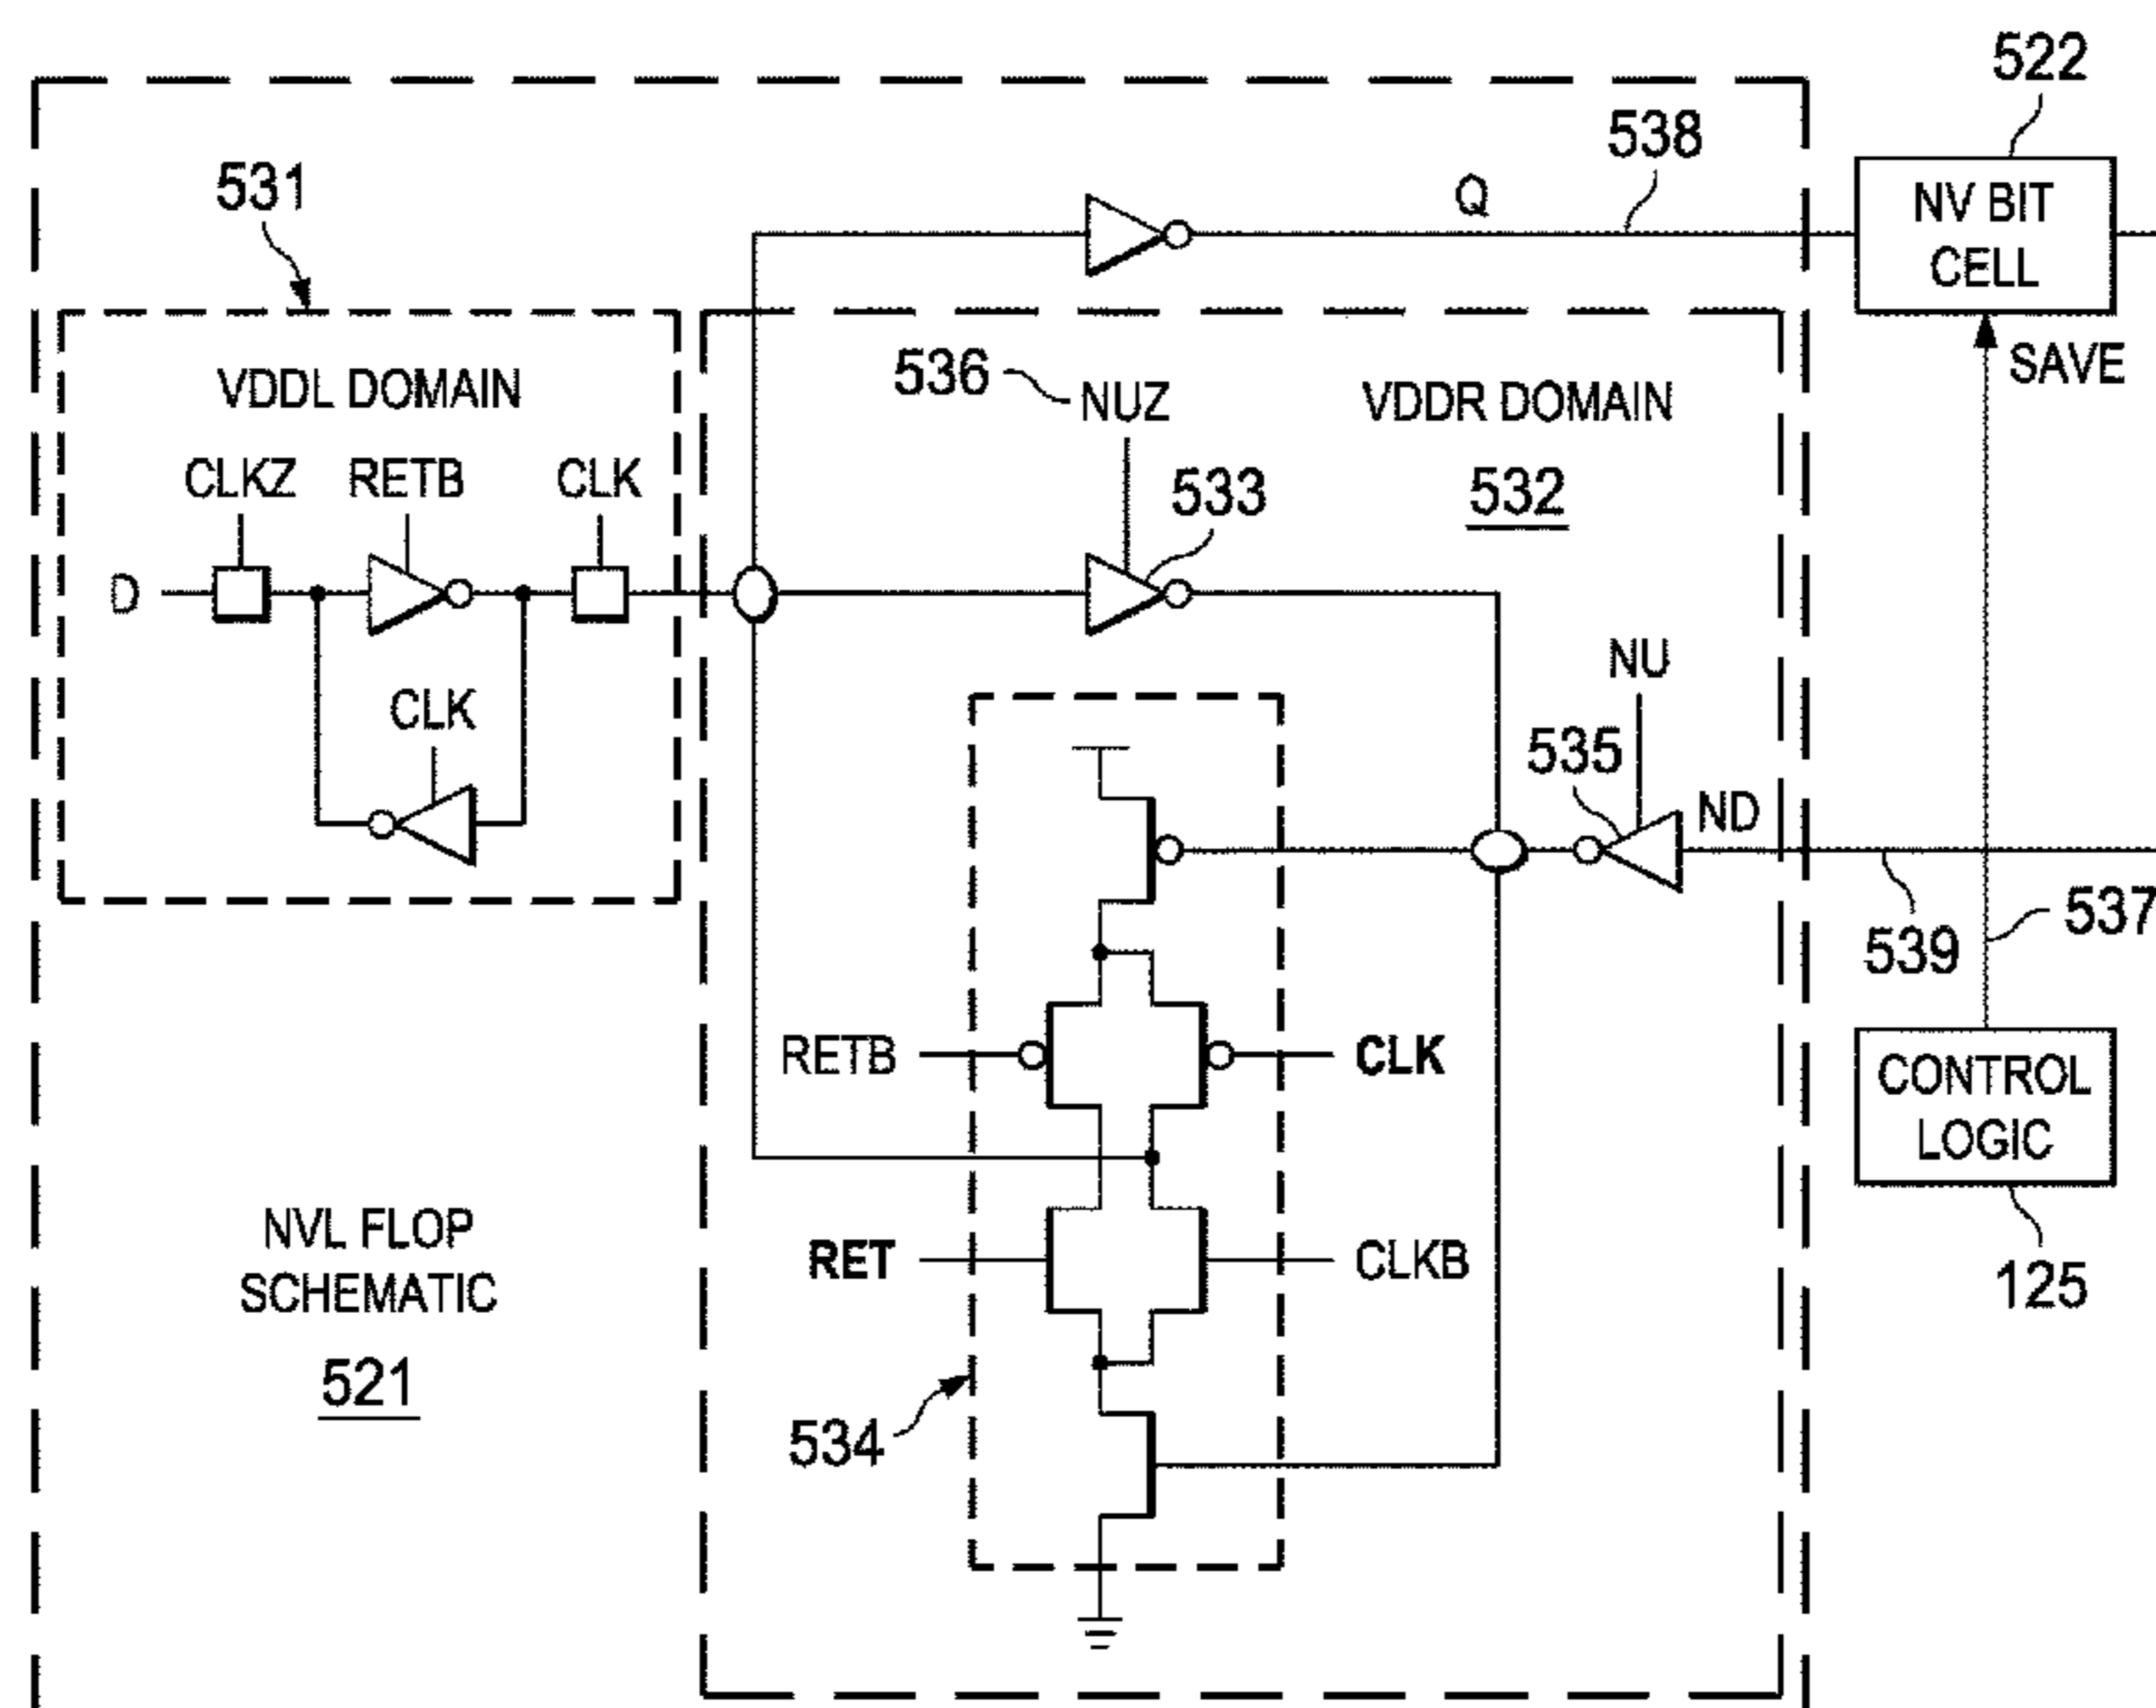 522
538
531
Q
NV BIT
CELL
536
NUZ
VDDL DOMAIN
VDDR DOMAIN
SAVE
CLKZ
RETB
CLK
533
532
D
NU
CLK
535
ND
537
539
RETB
CLK
CONTROL
LOGIC
NVL FLOP
SCHEMATIC
RET
CLKB
125
521
534